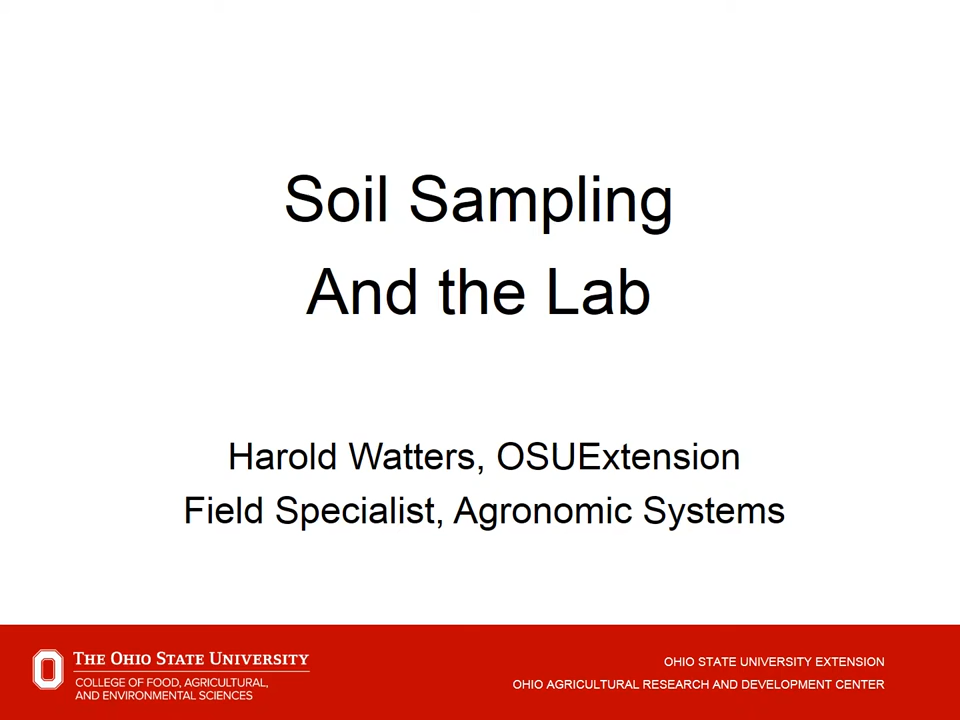 Soil Sampling
And the Lab
Harold Watters, OSUExtension
Field Specialist, Agronomic Systems
THE OHIO STATE UNIVERSITY
COLLEGE OF FOOD, AGRICULTURAL,
AND ENVIRONMENTAL SCIENCES
OHIO STATE UNIVERSITY EXTENSION
OHIO AGRICULTURAL RESEARCH AND DEVELOPMENT CENTER